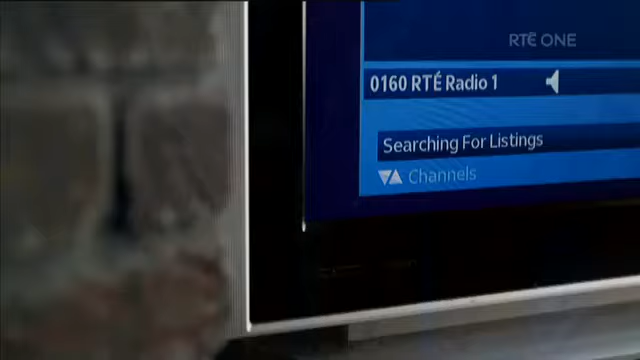 RTÉ ONE
0160 RTÉ Radio 1
Searching For Listings
Channels